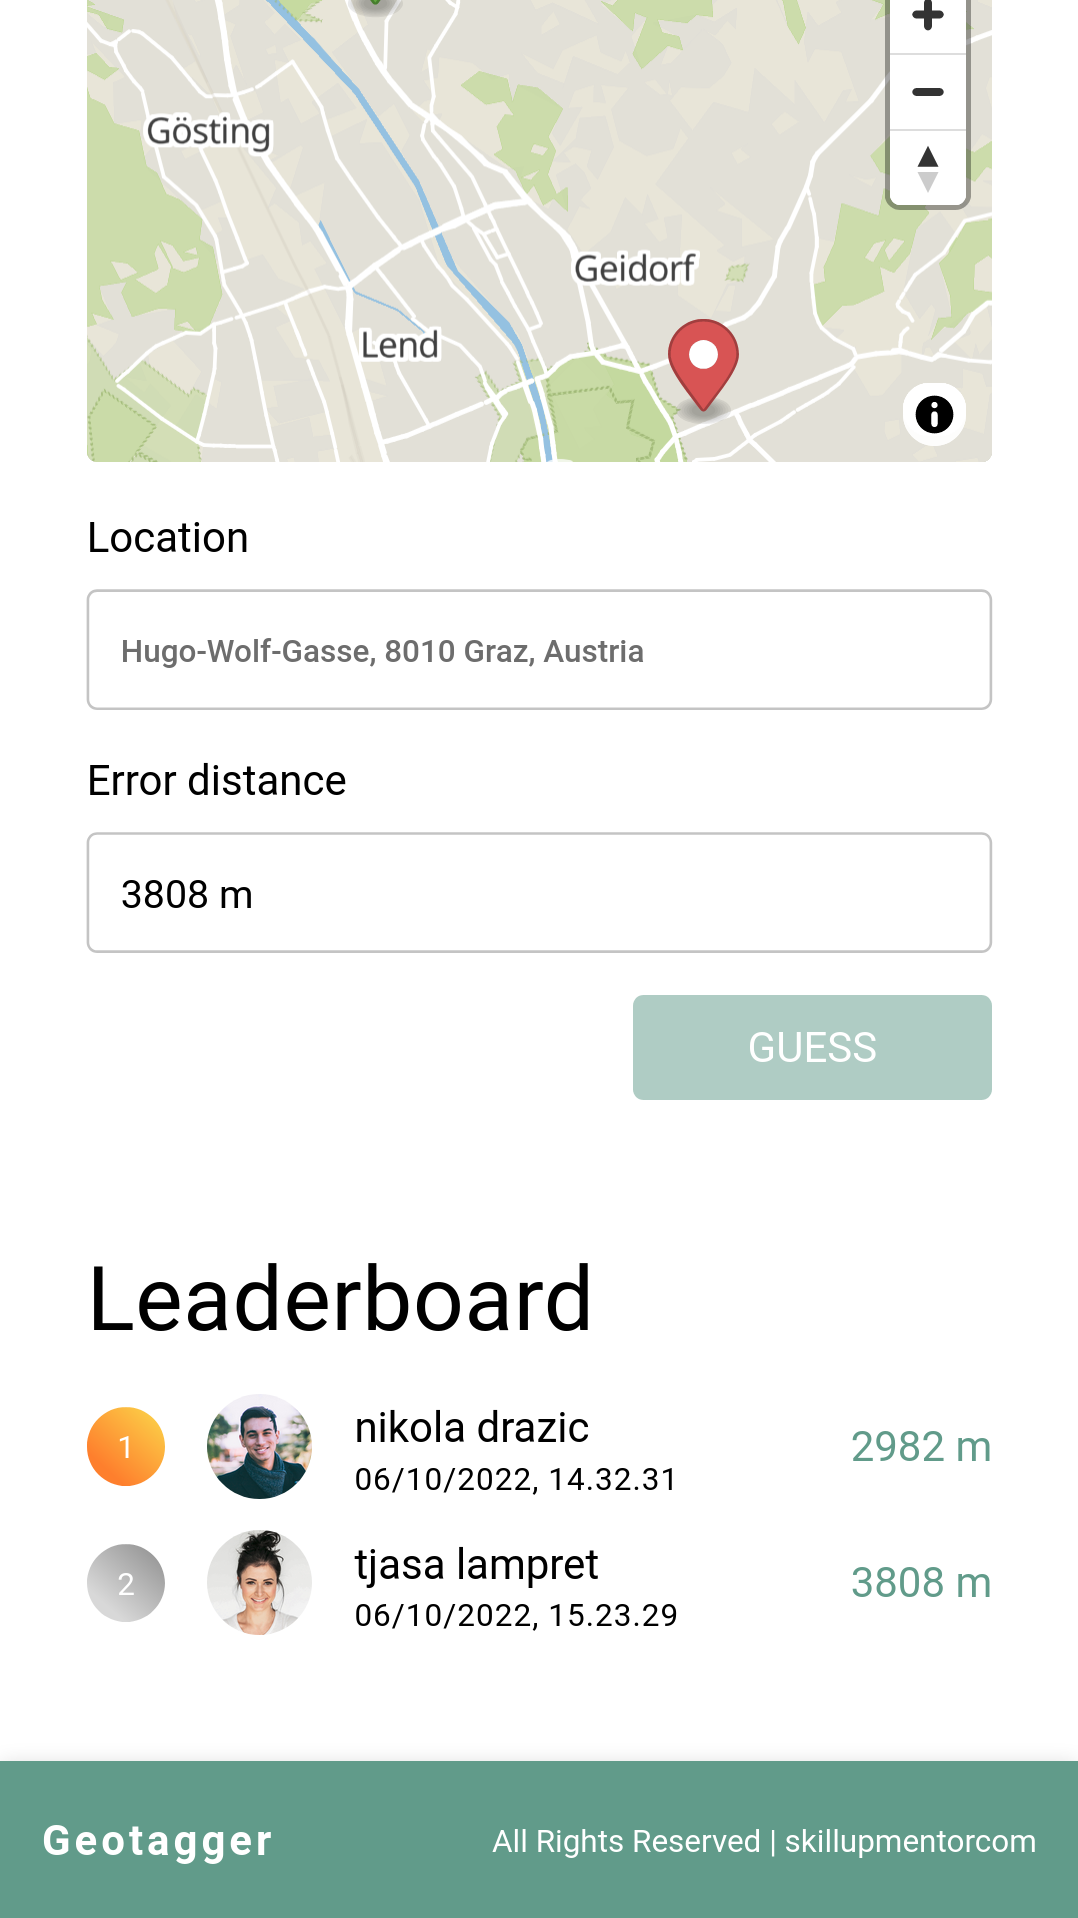 Gösting
Geidorf
Lend
Location
Hugo-Wolf-Gasse, 8010 Graz, Austria
Error distance
3808 m
GUESS
Leaderboard
1
nikola drazic
06/10/2022, 14.32.31
2982 m
2
tjasa lampret
06/10/2022, 15.23.29
3808 m
Geotagger
All Rights Reserved | skillupmentorcom